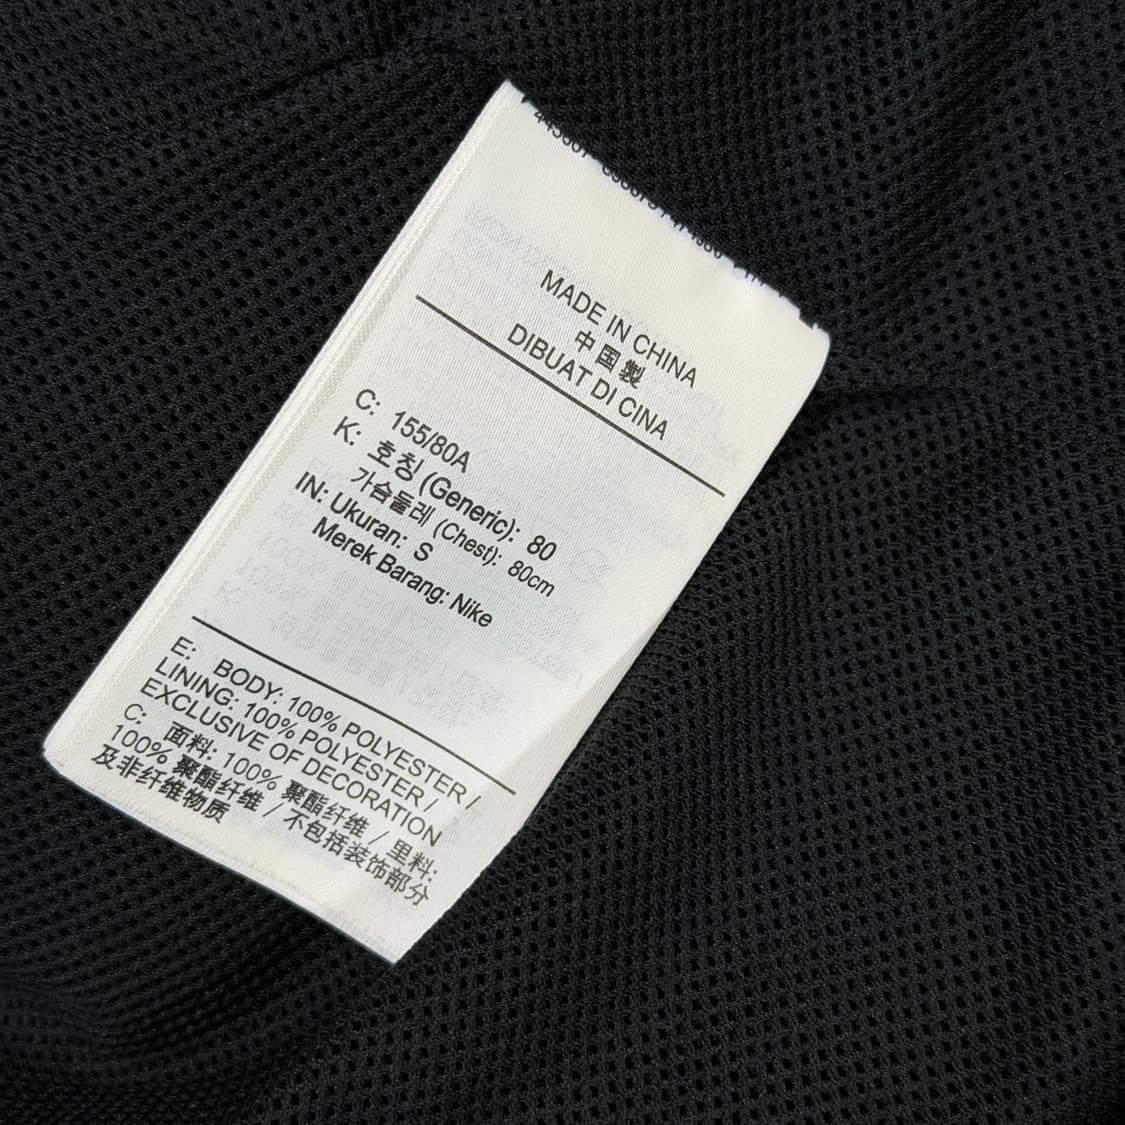 MADE IN CHINA
中国製
DIBUAT DI CINA
C: 155/80A
K: 호칭 (Generic): 80
가슴둘레 (Chest): 80cm
IN: Ukuran: S
Merek Barang: Nike
E: BODY: 100% POLYESTER /
LINING: 100% POLYESTER /
EXCLUSIVE OF DECORATION
C: 面料: 100% 聚酯纤维 / 里料:
100% 聚酯纤维 / 不包括装饰部分
及非纤维物质